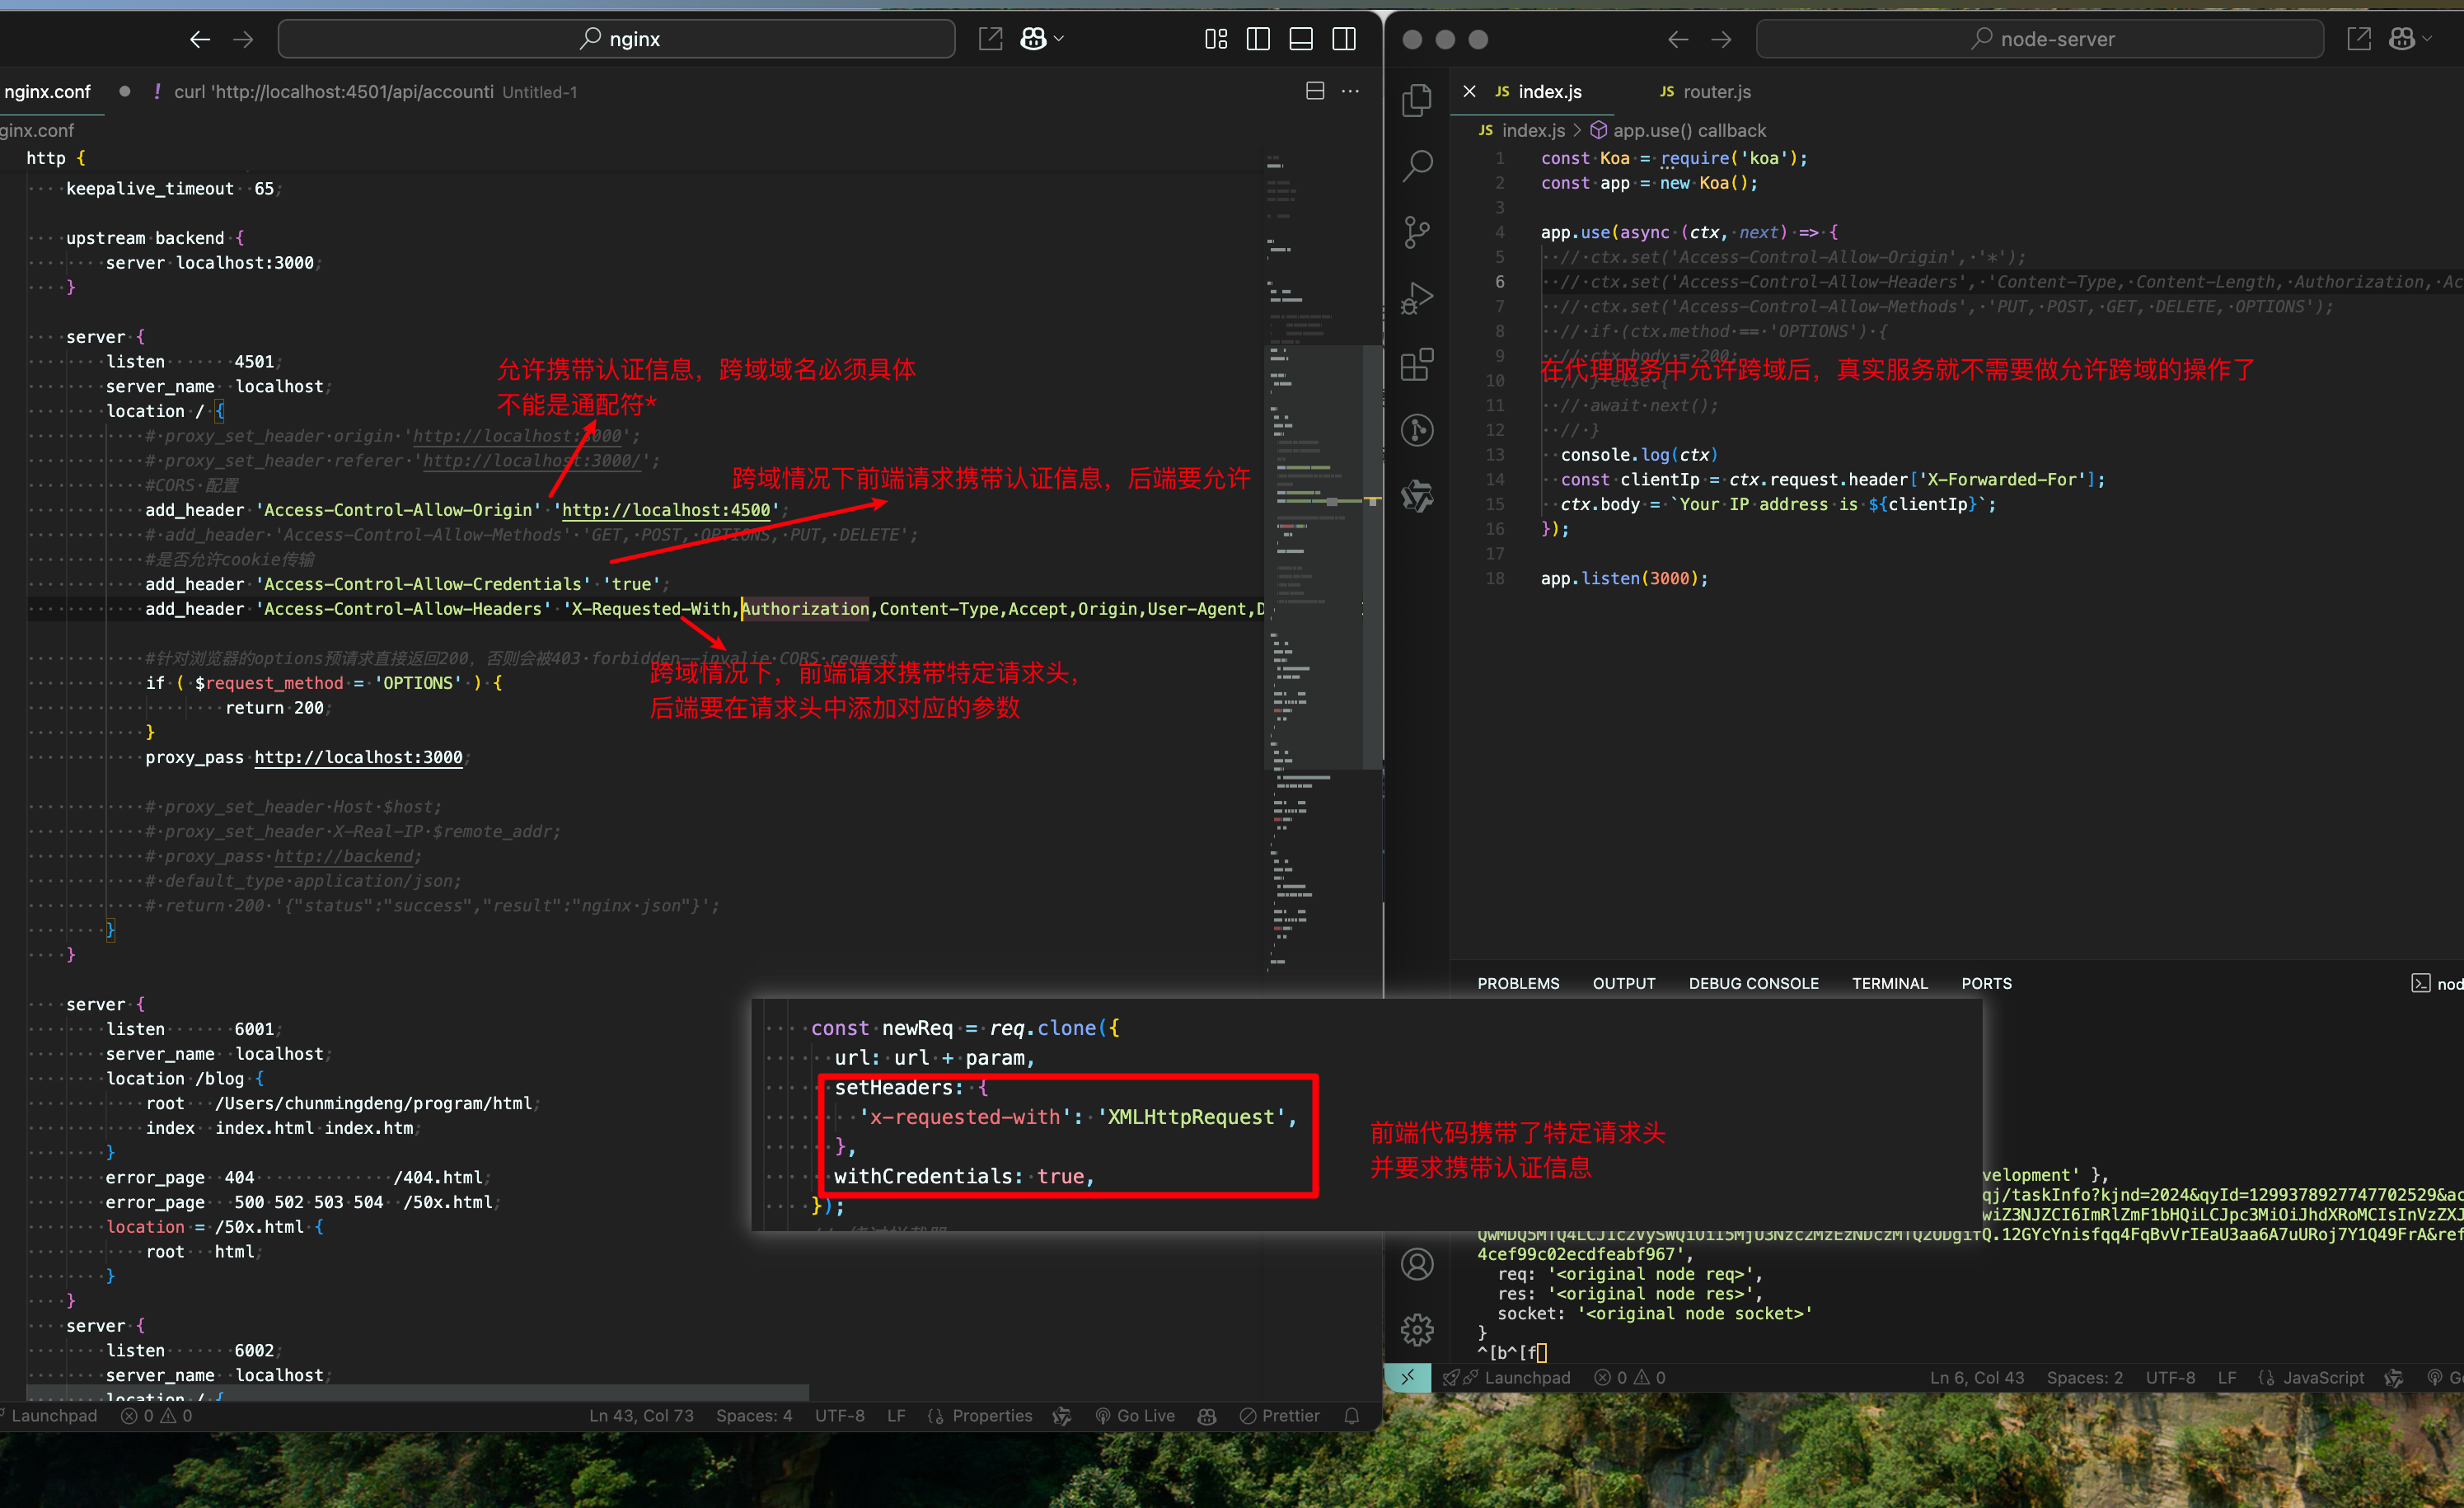 nginx
nginx.conf
curl 'http://localhost:4501/api/accounti Untitled-1
ginx.conf
http {
keepalive_timeout 65;
upstream backend {
server localhost:3000;
}
server {
listen 4501;
server_name localhost;
location / {
# proxy_set_header origin 'http://localhost:3000';
# proxy_set_header referer 'http://localhost:3000/';
#CORS 配置
add_header 'Access-Control-Allow-Origin' 'http://localhost:4500';
# add_header 'Access-Control-Allow-Methods' 'GET, POST, OPTIONS, PUT, DELETE';
#是否允许cookie传输
add_header 'Access-Control-Allow-Credentials' 'true';
add_header 'Access-Control-Allow-Headers' 'X-Requested-With,Authorization,Content-Type,Accept,Origin,User-Agent,D
#针对浏览器的options预请求直接返回200, 否则会被403 forbidden--invalie CORS request
if ( $request_method = 'OPTIONS' ) {
return 200;
}
proxy_pass http://localhost:3000;
# proxy_set_header Host $host;
# proxy_set_header X-Real-IP $remote_addr;
# proxy_pass http://backend;
# default_type application/json;
# return 200 '{"status":"success","result":"nginx json"}';
}
}
server {
listen 6001;
server_name localhost;
location /blog {
root /Users/chunmingdeng/program/html;
index index.html index.htm;
}
error_page 404 /404.html;
error_page 500 502 503 504 /50x.html;
location = /50x.html {
root html;
}
}
server {
listen 6002;
server_name localhost;
location / {
允许携带认证信息，跨域域名必须具体
不能是通配符*
跨域情况下前端请求携带认证信息，后端要允许
跨域情况下，前端请求携带特定请求头，
后端要在请求头中添加对应的参数
Launchpad 0 0 Ln 43, Col 73 Spaces: 4 UTF-8 LF Properties Go Live Prettier
node-server
JS index.js JS router.js
JS index.js > app.use() callback
1 const Koa = require('koa');
2 const app = new Koa();
3
4 app.use(async (ctx, next) => {
5 // ctx.set('Access-Control-Allow-Origin', '*');
6 // ctx.set('Access-Control-Allow-Headers', 'Content-Type, Content-Length, Authorization, Ac
7 // ctx.set('Access-Control-Allow-Methods', 'PUT, POST, GET, DELETE, OPTIONS');
8 // if (ctx.method == 'OPTIONS') {
9 // ctx.body = 200;
10 // } else {
在代理服务中允许跨域后，真实服务就不需要做允许跨域的操作了
11 // await next();
12 // }
13 console.log(ctx)
14 const clientIp = ctx.request.header['X-Forwarded-For'];
15 ctx.body = `Your IP address is ${clientIp}`;
16 });
17
18 app.listen(3000);
PROBLEMS OUTPUT DEBUG CONSOLE TERMINAL PORTS nod
const newReq = req.clone({
url: url + param,
setHeaders: {
'x-requested-with': 'XMLHttpRequest',
},
withCredentials: true,
});
前端代码携带了特定请求头
并要求携带认证信息
velopment' },
qj/taskInfo?kjnd=2024&qyId=1299378927747702529&ac
4cef99c02ecdfeabf967',
req: '<original node req>',
res: '<original node res>',
socket: '<original node socket>'
}
^[b^[f
Launchpad 0 0 Ln 6, Col 43 Spaces: 2 UTF-8 LF JavaScript Go